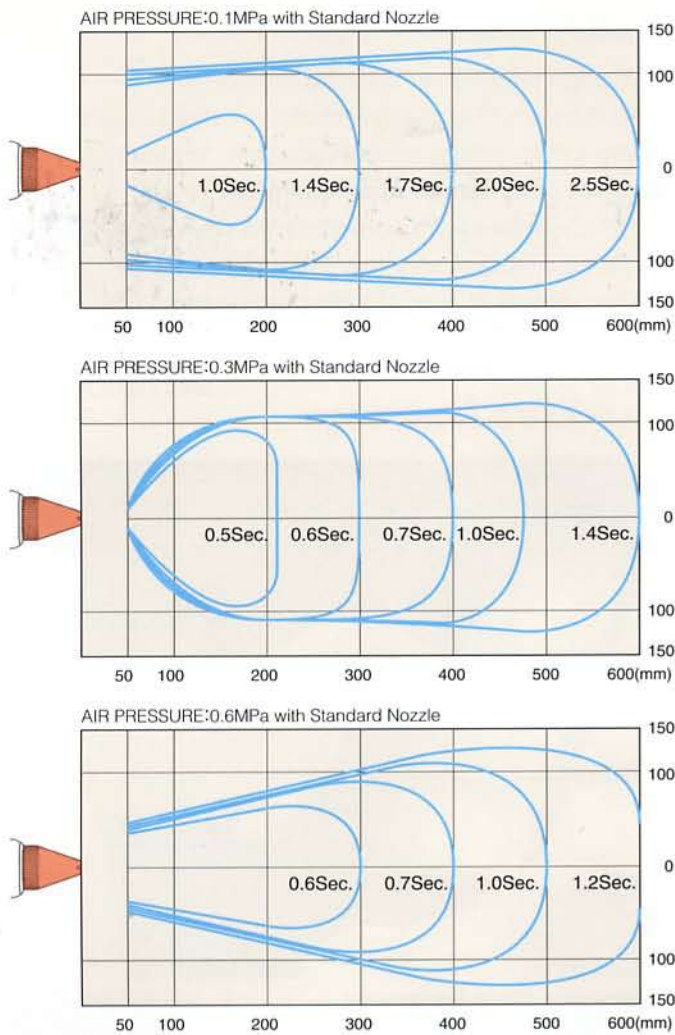 AIR PRESSURE:0.1MPa with Standard Nozzle
150
100
0
1.0Sec. 1.4Sec. 1.7Sec. 2.0Sec. 2.5Sec.
100
150
50 100 200 300 400 500 600(mm)
AIR PRESSURE:0.3MPa with Standard Nozzle
150
100
0
0.5Sec. 0.6Sec. 0.7Sec. 1.0Sec. 1.4Sec.
100
150
50 100 200 300 400 500 600(mm)
AIR PRESSURE:0.6MPa with Standard Nozzle
150
100
0
0.6Sec. 0.7Sec. 1.0Sec. 1.2Sec.
100
150
50 100 200 300 400 500 600(mm)